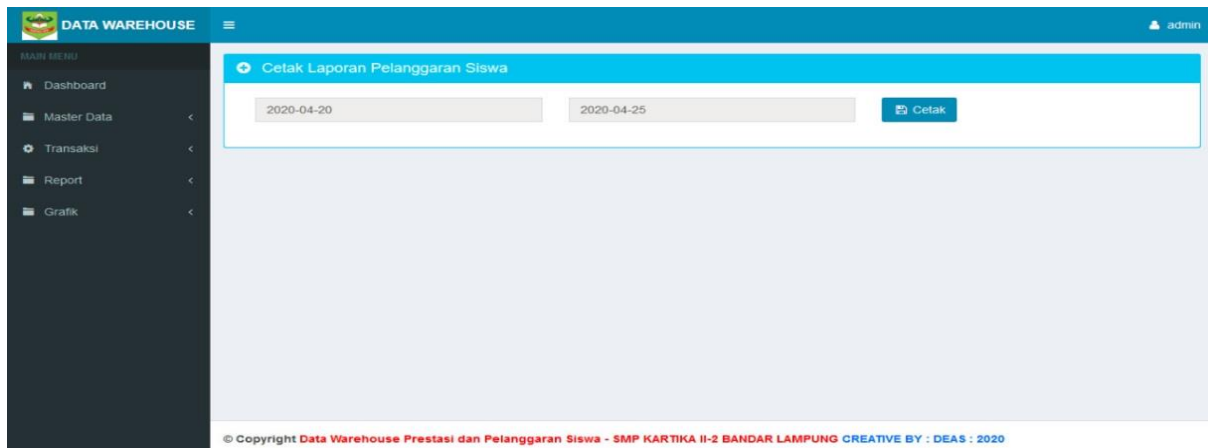 DATA WAREHOUSE
admin
MAIN MENU
Dashboard
Master Data
Transaksi
Report
Grafik
Cetak Laporan Pelanggaran Siswa
2020-04-20
2020-04-25
Cetak
© Copyright Data Warehouse Prestasi dan Pelanggaran Siswa - SMP KARTIKA II-2 BANDAR LAMPUNG CREATIVE BY : DEAS : 2020